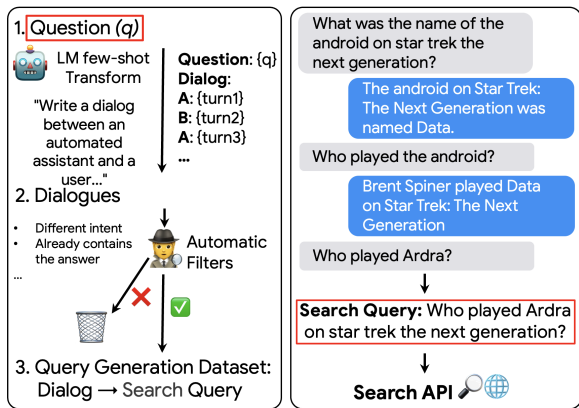 1. Question (q)
LM few-shot
Transform
"Write a dialog
between an
automated
assistant and a
user..."
Question: {q}
Dialog:
A: {turn1}
B: {turn2}
A: {turn3}
...
2. Dialogues
• Different intent
• Already contains
the answer
...
Automatic
Filters
3. Query Generation Dataset:
Dialog → Search Query
What was the name of the
android on star trek the
next generation?
The android on Star Trek:
The Next Generation was
named Data.
Who played the android?
Brent Spiner played Data
on Star Trek: The Next
Generation
Who played Ardra?
Search Query: Who played Ardra
on star trek the next generation?
Search API